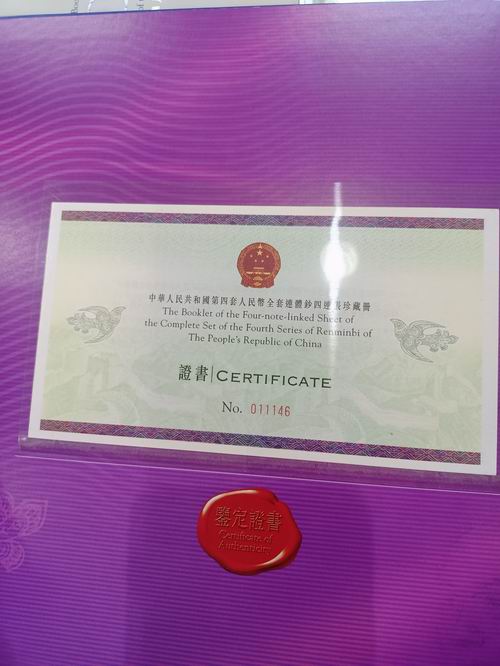 中華人民共和國第四套人民幣全套連體鈔四連張珍藏冊
The Booklet of the Four-note-linked Sheet of
the Complete Set of the Fourth Series of Renminbi of
The People's Republic of China
證書 | CERTIFICATE
No. 011146
鑒定證書
Certificate of
Authenticity